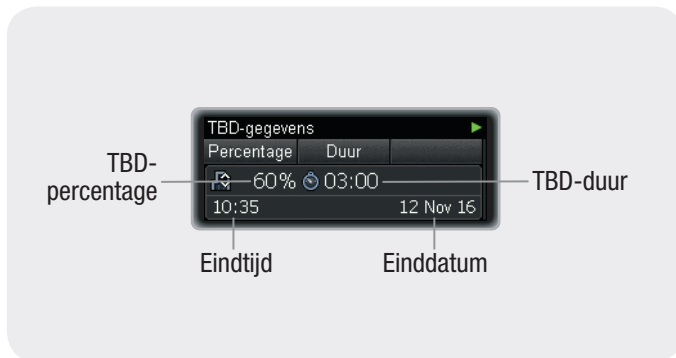 TBD-gegevens
Percentage Duur
60% 03:00
10:35 12 Nov 16
TBD-
percentage
TBD-duur
Eindtijd
Einddatum